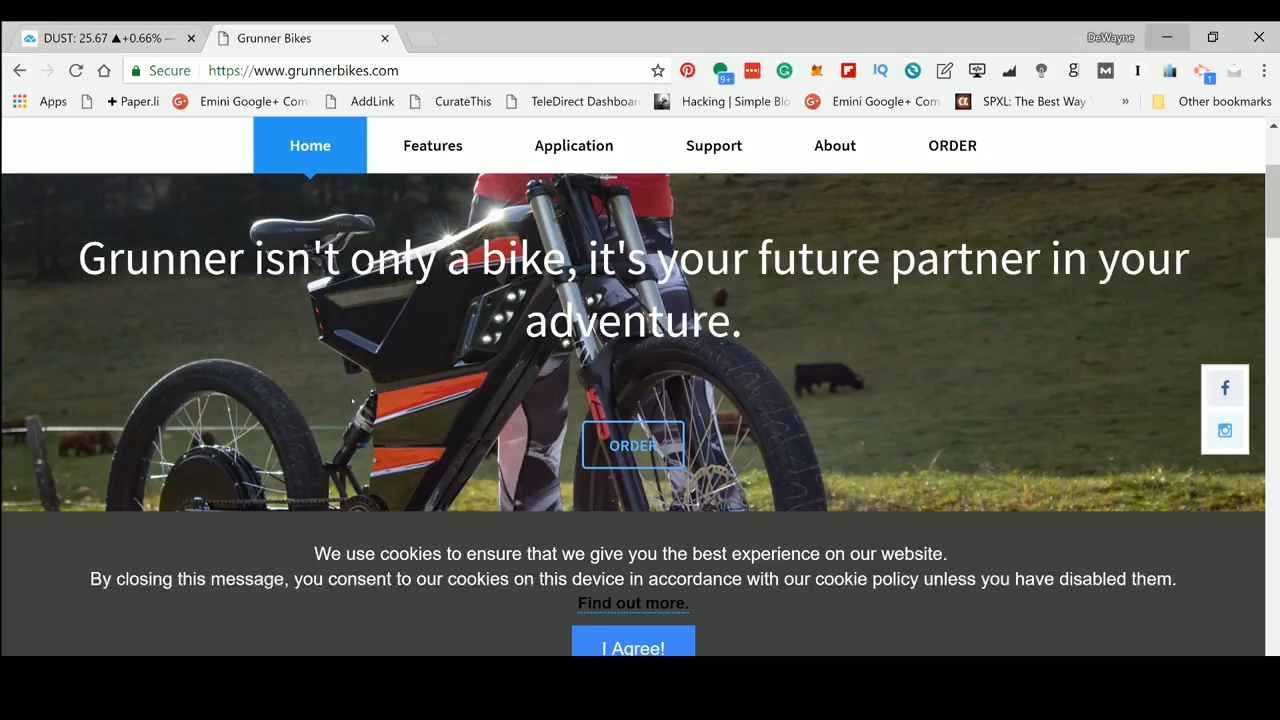 DUST: 25.67 ▲+0.66% —
Grunner Bikes
DeWayne
Secure
https://www.grunnerbikes.com
9+
1
Apps
+ Paper.li
Emini Google+ Com
AddLink
CurateThis
TeleDirect Dashboar
Hacking | Simple Blo
Emini Google+ Com
SPXL: The Best Way T
»
Other bookmarks
Home
Features
Application
Support
About
ORDER
Grunner isn't only a bike, it's your future partner in your
adventure.
ORDER
We use cookies to ensure that we give you the best experience on our website.
By closing this message, you consent to our cookies on this device in accordance with our cookie policy unless you have disabled them.
Find out more.
I Agree!